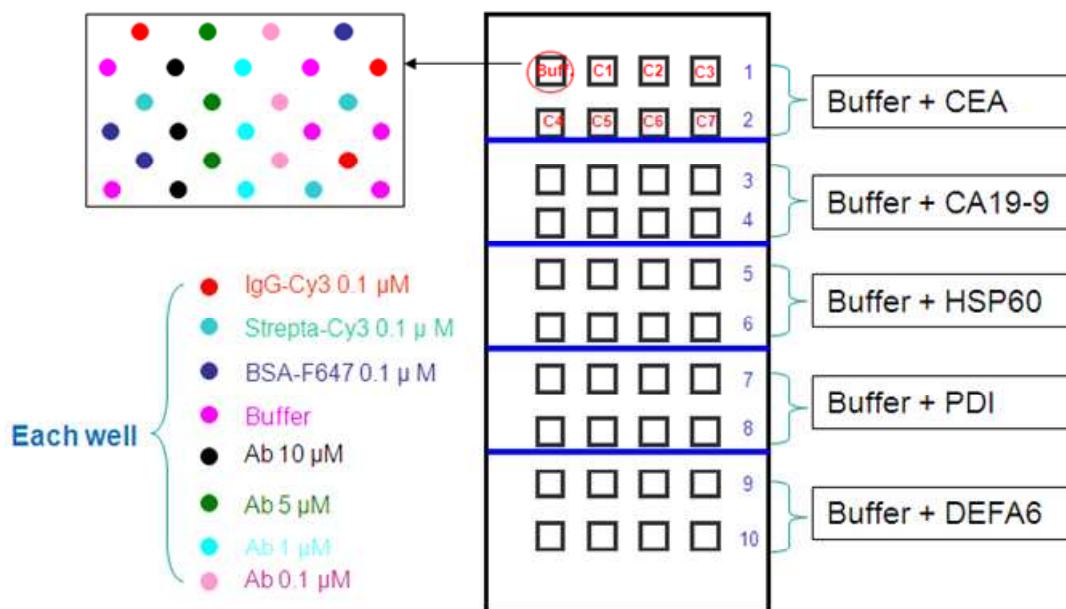 Buff. C1 C2 C3 1
C4 C5 C6 C7 2
Buffer + CEA
3
4
Buffer + CA19-9
5
6
Buffer + HSP60
7
8
Buffer + PDI
9
10
Buffer + DEFA6
Each well
IgG-Cy3 0.1 µM
Strepta-Cy3 0.1 µ M
BSA-F647 0.1 µ M
Buffer
Ab 10 µM
Ab 5 µM
Ab 1 µM
Ab 0.1 µM